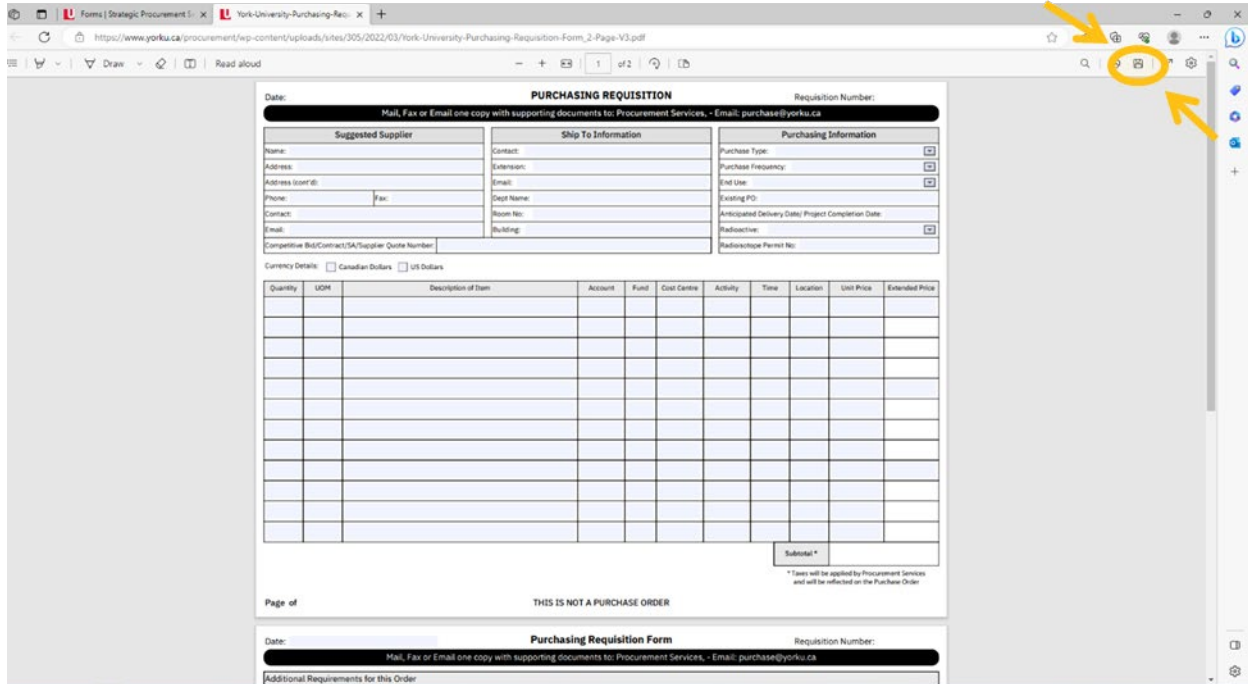 Forms | Strategic Procurement S
York-University-Purchasing-Req
https://www.yorku.ca/procurement/wp-content/uploads/sites/305/2022/03/York-University-Purchasing-Requisition-Form_2-Page-V3.pdf
Draw
Read aloud
1 of 2
Date: PURCHASING REQUISITION Requisition Number:
Mail, Fax or Email one copy with supporting documents to: Procurement Services, - Email: purchase@yorku.ca
Suggested Supplier Ship To Information Purchasing Information
Name: Contact: Purchase Type:
Address: Extension: Purchase Frequency:
Address (cont'd): Email: End Use:
Phone: Fax: Dept Name: Existing PO:
Contact: Room No: Anticipated Delivery Date/ Project Completion Date:
Email: Building: Radioactive:
Competitive Bid/Contract/SA/Supplier Quote Number: Radioisotope Permit No:
Currency Details: Canadian Dollars US Dollars
Quantity UOM Description of Item Account Fund Cost Centre Activity Time Location Unit Price Extended Price
Subtotal *
* Taxes will be applied by Procurement Services
and will be reflected on the Purchase Order
Page of THIS IS NOT A PURCHASE ORDER
Date: Purchasing Requisition Form Requisition Number:
Mail, Fax or Email one copy with supporting documents to: Procurement Services, - Email: purchase@yorku.ca
Additional Requirements for this Order